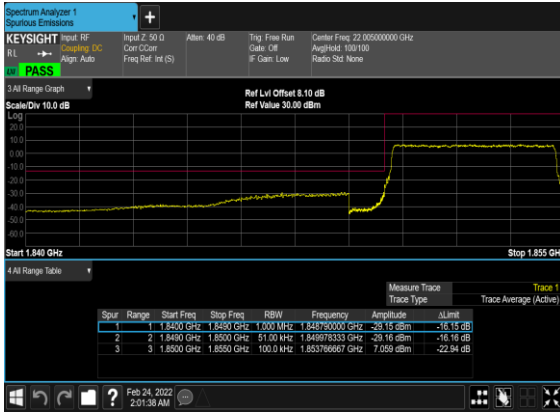 Spectrum Analyzer 1
Spurious Emissions
+
KEYSIGHT Input: RF Input Z: 50 Ω Atten: 40 dB Trig: Free Run Center Freq: 22.005000000 GHz
RL Coupling: DC Corr CCorr Gate: Off Avg|Hold: 100/100
Align: Auto Freq Ref: Int (S) IF Gain: Low Radio Std: None
PASS
3 All Range Graph
Ref Lvl Offset 8.10 dB
Scale/Div 10.0 dB Ref Value 30.00 dBm
Log
20.0
10.0
0.00
-10.0
-20.0
-30.0
-40.0
-50.0
-60.0
Start 1.840 GHz Stop 1.855 GH
4 All Range Table
Measure Trace Trace 1
Trace Type Trace Average (Active)
Spur Range Start Freq Stop Freq RBW Frequency Amplitude ΔLimit
1 1 1.8400 GHz 1.8490 GHz 1.000 MHz 1.848790000 GHz -29.15 dBm -16.15 dB
2 2 1.8490 GHz 1.8500 GHz 51.00 kHz 1.849978333 GHz -29.16 dBm -16.16 dB
3 3 1.8500 GHz 1.8550 GHz 100.0 kHz 1.853766667 GHz 7.059 dBm -22.94 dB
?
Feb 24, 2022
2:01:38 AM